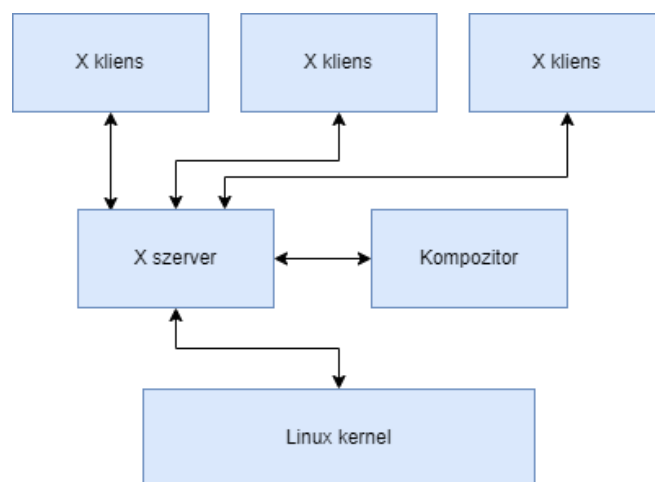 X kliens
X kliens
X kliens
X szerver
Kompozitor
Linux kernel